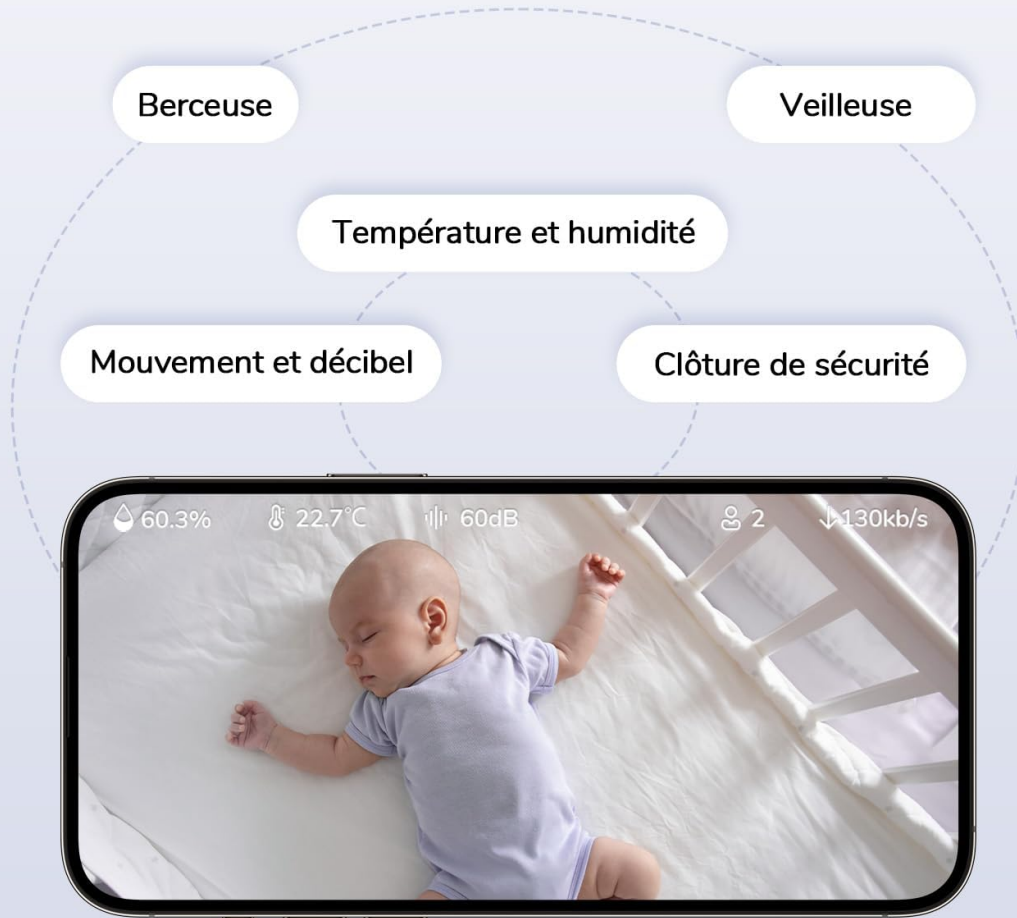 Berceuse
Veilleuse
Température et humidité
Mouvement et décibel
Clôture de sécurité
60.3% 22.7°C 60dB 2 130kb/s